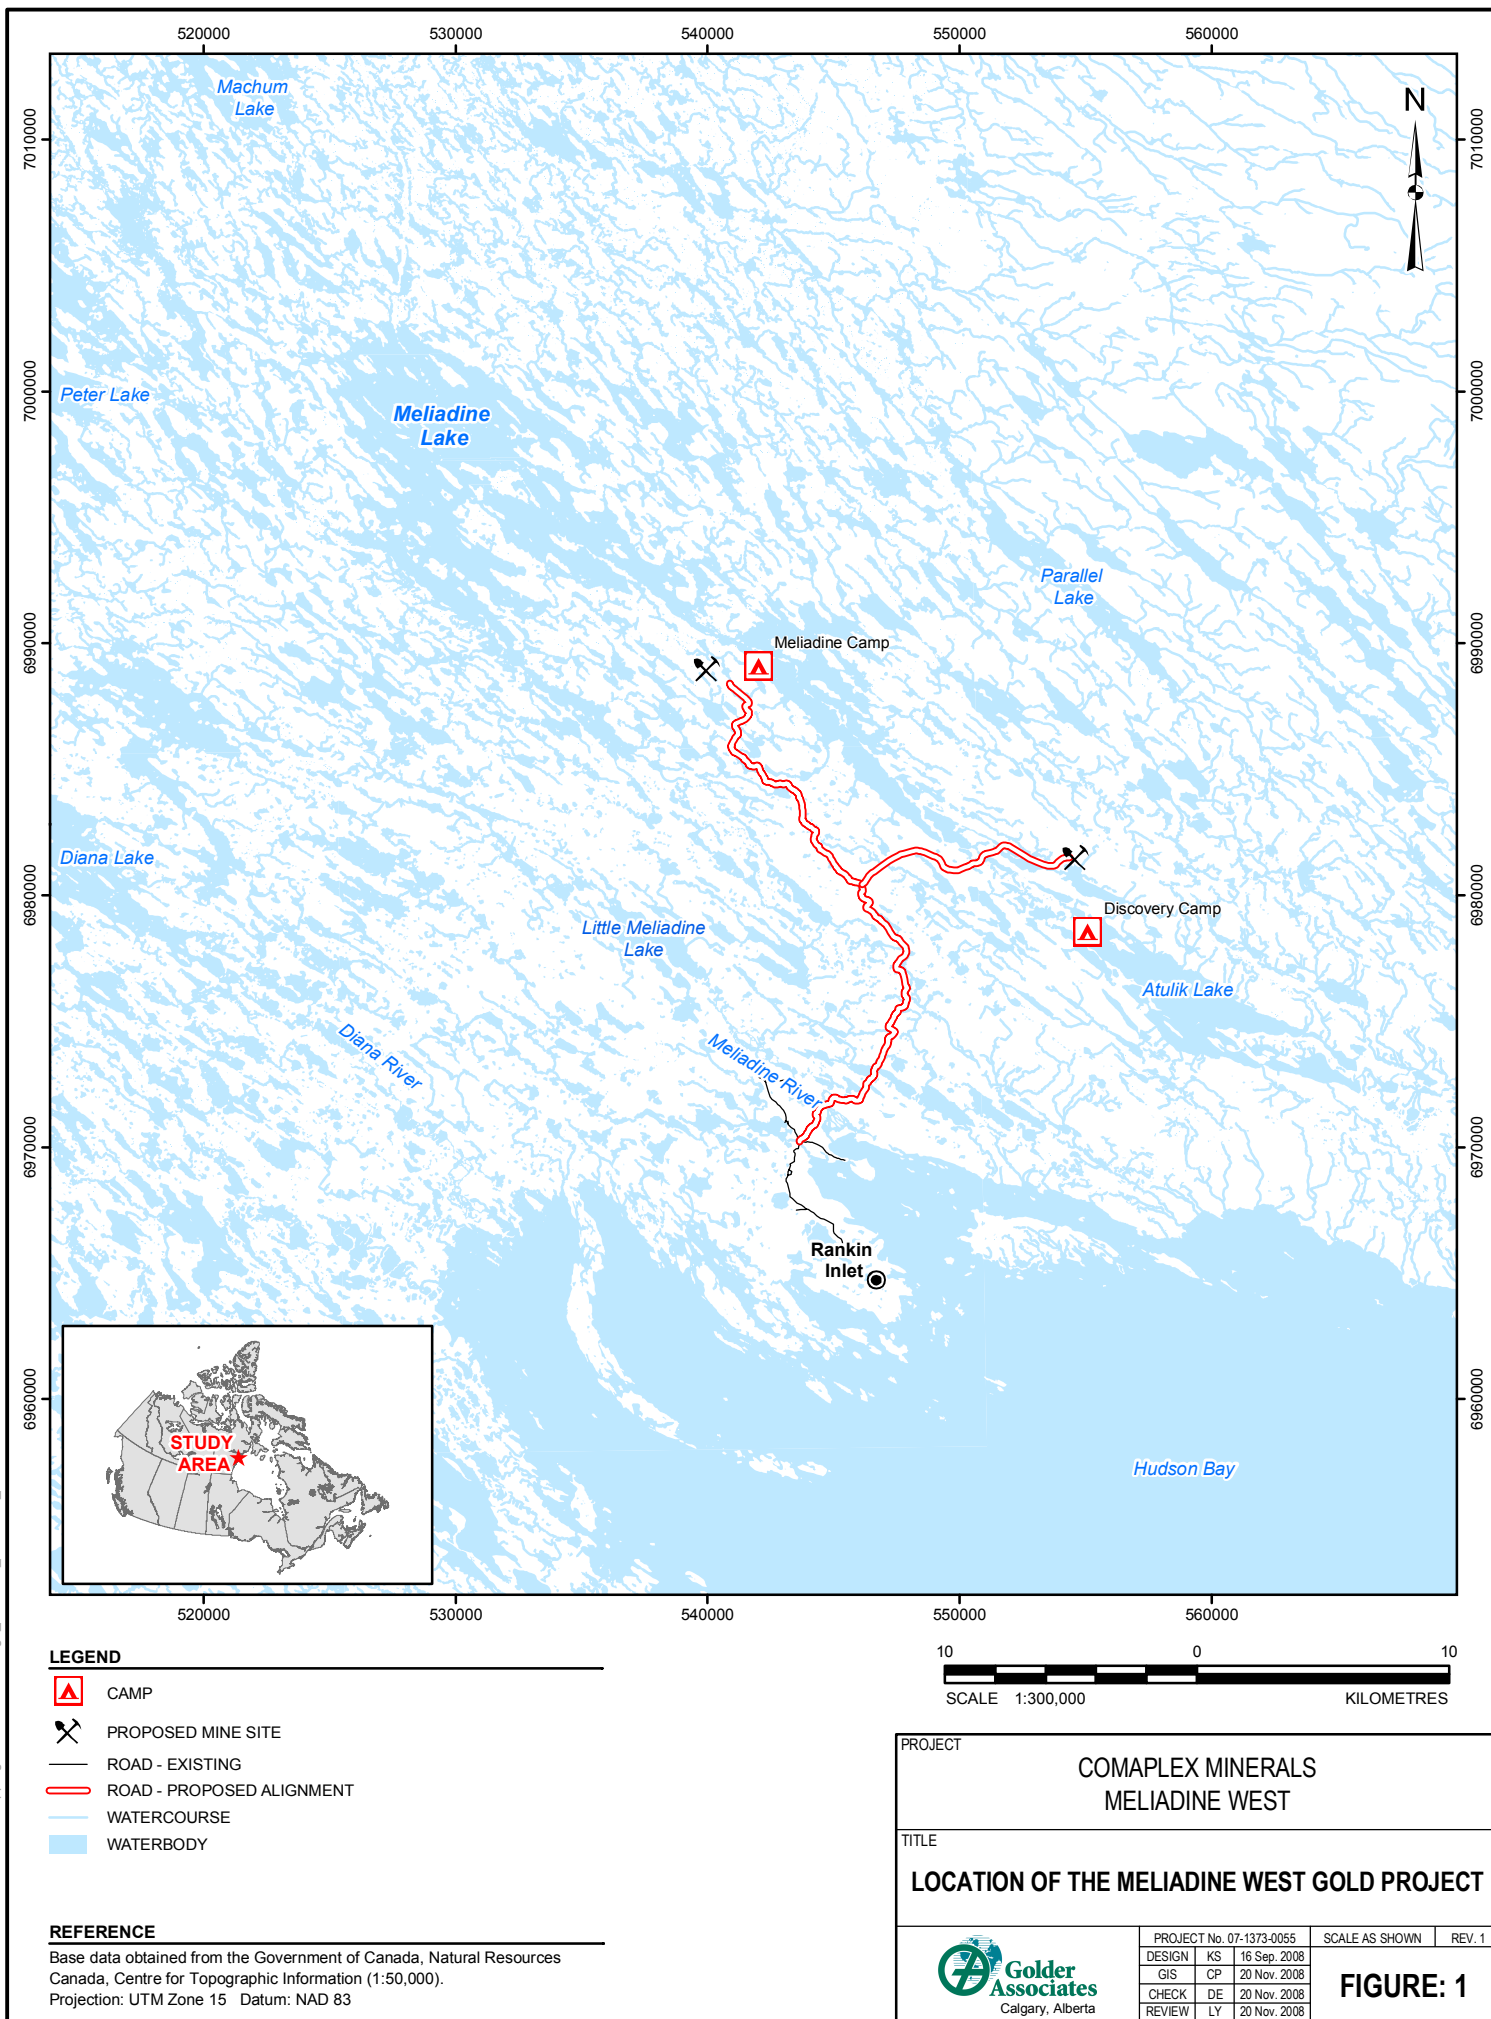 520000
530000
540000
550000
560000
7010000
7000000
6990000
6980000
6970000
6960000
7010000
7000000
6990000
6980000
6970000
6960000
N
Machum
Lake
Peter Lake
Meliadine
Lake
Parallel
Lake
Meliadine Camp
Diana Lake
Discovery Camp
Little Meliadine
Lake
Atulik Lake
Diana River
Meliadine River
Rankin
Inlet
Hudson Bay
STUDY
AREA
520000
530000
540000
550000
560000
LEGEND
CAMP
PROPOSED MINE SITE
ROAD - EXISTING
ROAD - PROPOSED ALIGNMENT
WATERCOURSE
WATERBODY
REFERENCE
Base data obtained from the Government of Canada, Natural Resources
Canada, Centre for Topographic Information (1:50,000).
Projection: UTM Zone 15 Datum: NAD 83
10 0 10
SCALE 1:300,000 KILOMETRES
PROJECT
COMAPLEX MINERALS
MELIADINE WEST
TITLE
LOCATION OF THE MELIADINE WEST GOLD PROJECT
Golder
Associates
Calgary, Alberta
PROJECT No. 07-1373-0055 SCALE AS SHOWN REV. 1
DESIGN KS 16 Sep. 2008
GIS CP 20 Nov. 2008
CHECK DE 20 Nov. 2008
REVIEW LY 20 Nov. 2008
FIGURE: 1